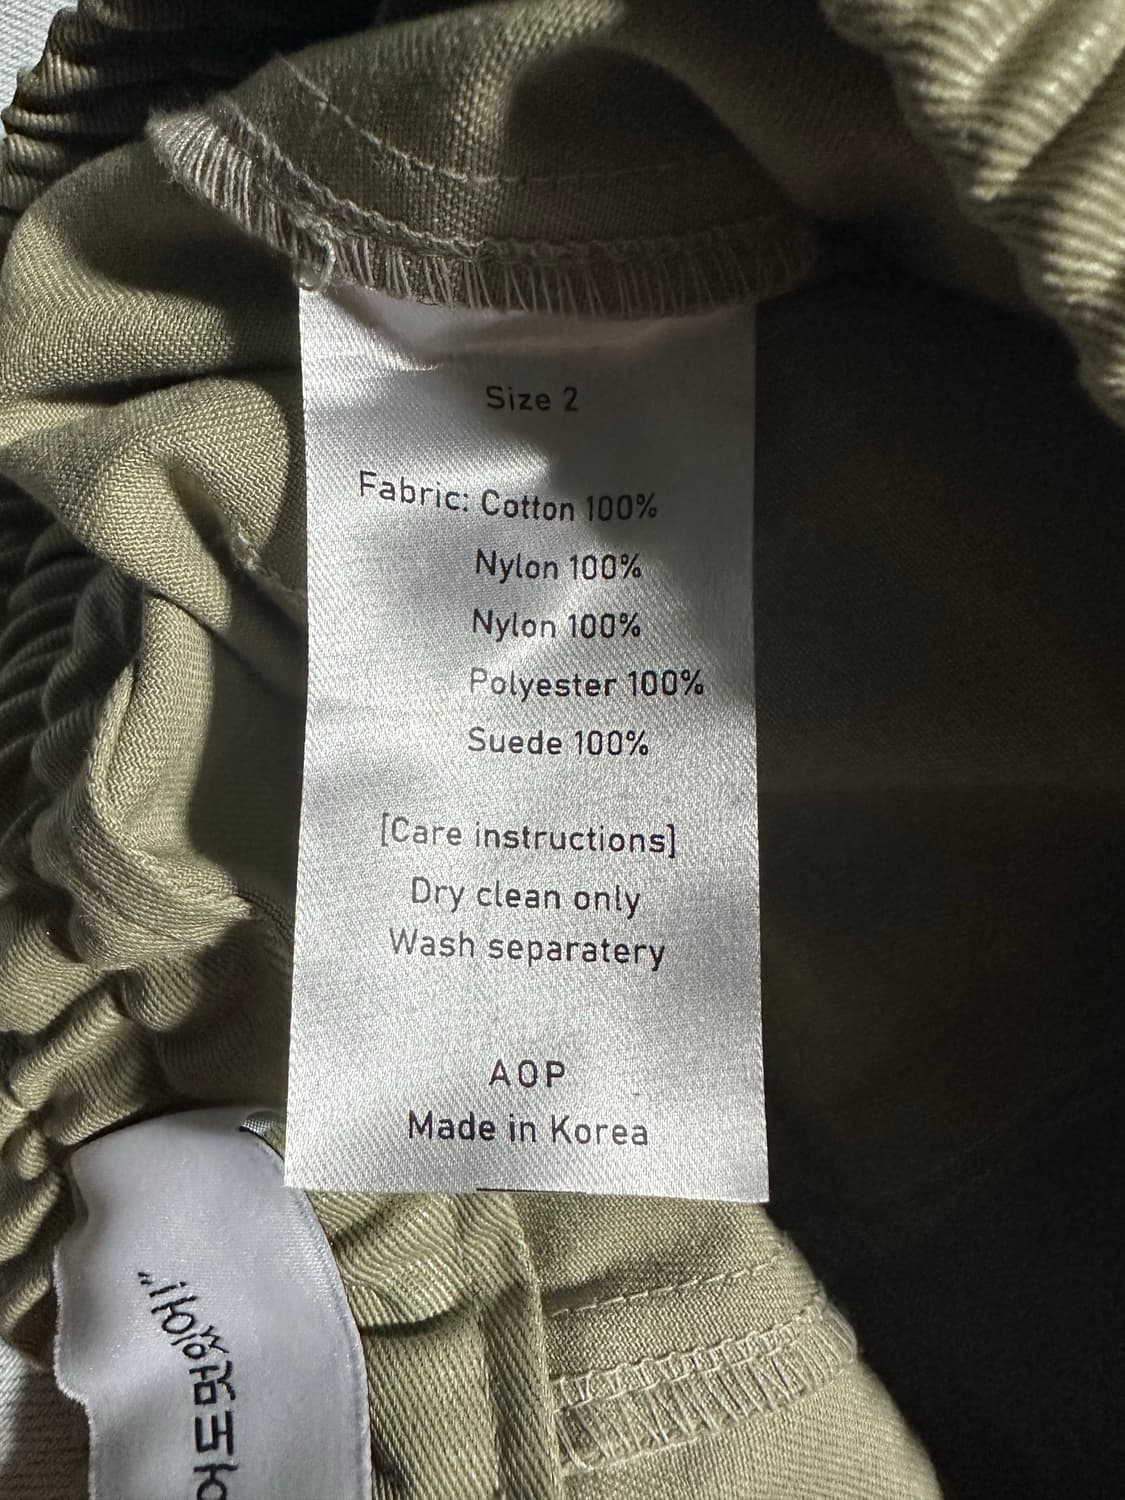 Size 2
Fabric: Cotton 100%
Nylon 100%
Nylon 100%
Polyester 100%
Suede 100%
[Care instructions]
Dry clean only
Wash separatery
AOP
Made in Korea